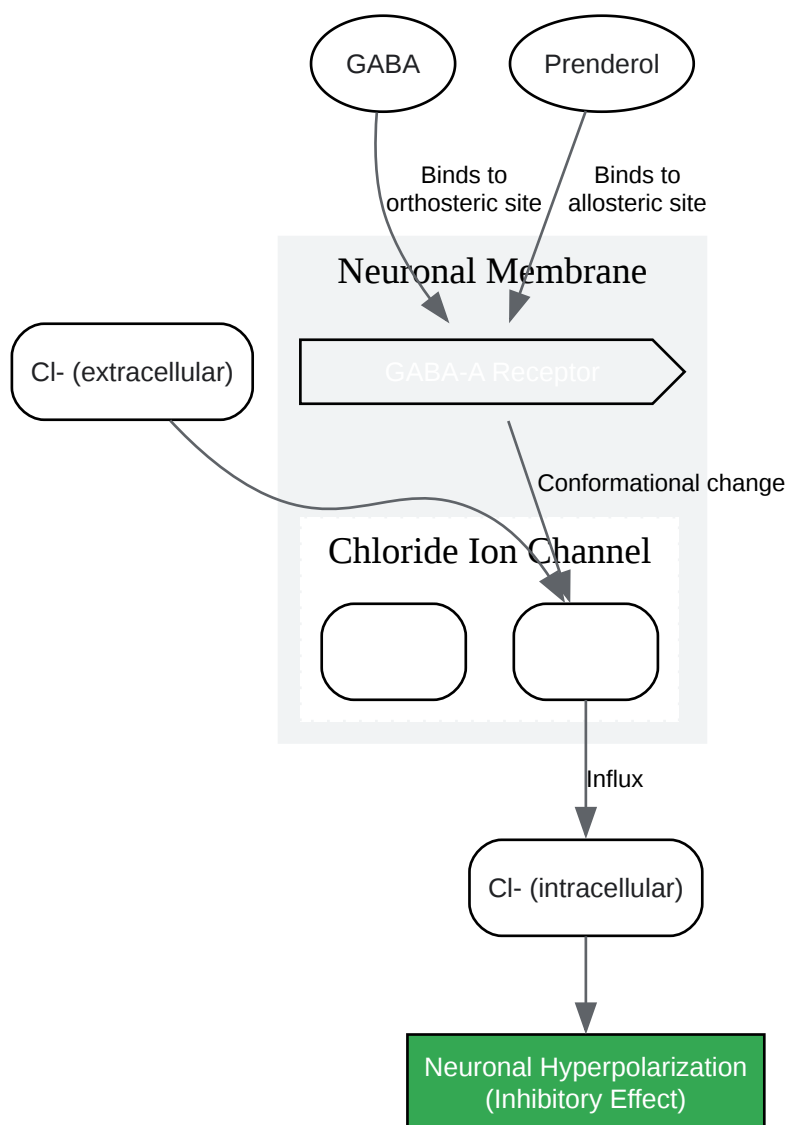 GABA
Prenderol
Binds to
orthosteric site
Binds to
allosteric site
Neuronal Membrane
Cl- (extracellular)
GABA-A Receptor
Conformational change
Chloride Ion Channel
Influx
Cl- (intracellular)
Neuronal Hyperpolarization
(Inhibitory Effect)